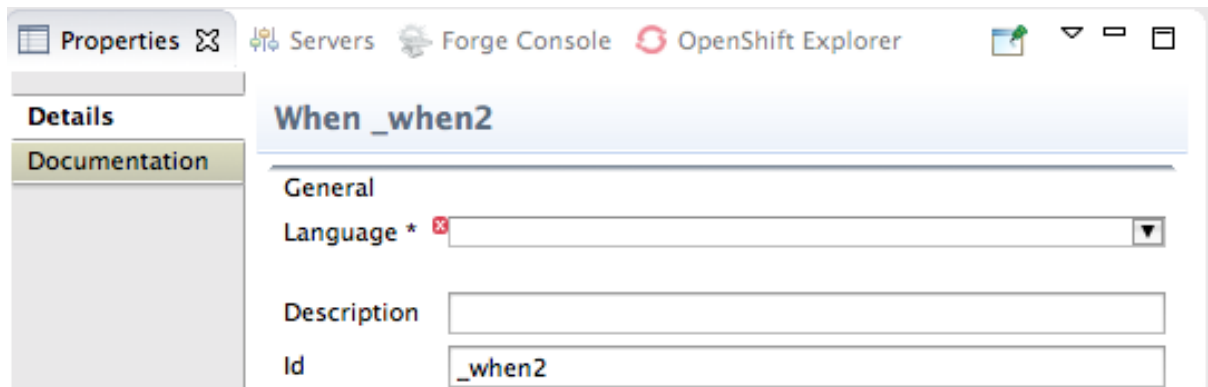 Properties Servers Forge Console OpenShift Explorer
Details
Documentation
When _when2
General
Language *
Description
Id _when2